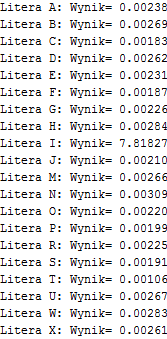 Litera A: Wynik= 0.00238
Litera B: Wynik= 0.00269
Litera C: Wynik= 0.00183
Litera D: Wynik= 0.00262
Litera E: Wynik= 0.00231
Litera F: Wynik= 0.00187
Litera G: Wynik= 0.00226
Litera H: Wynik= 0.00284
Litera I: Wynik= 7.81827
Litera J: Wynik= 0.00210
Litera M: Wynik= 0.00266
Litera N: Wynik= 0.00309
Litera O: Wynik= 0.00220
Litera P: Wynik= 0.00199
Litera R: Wynik= 0.00225
Litera S: Wynik= 0.00191
Litera T: Wynik= 0.00106
Litera U: Wynik= 0.00267
Litera W: Wynik= 0.00283
Litera X: Wynik= 0.00261